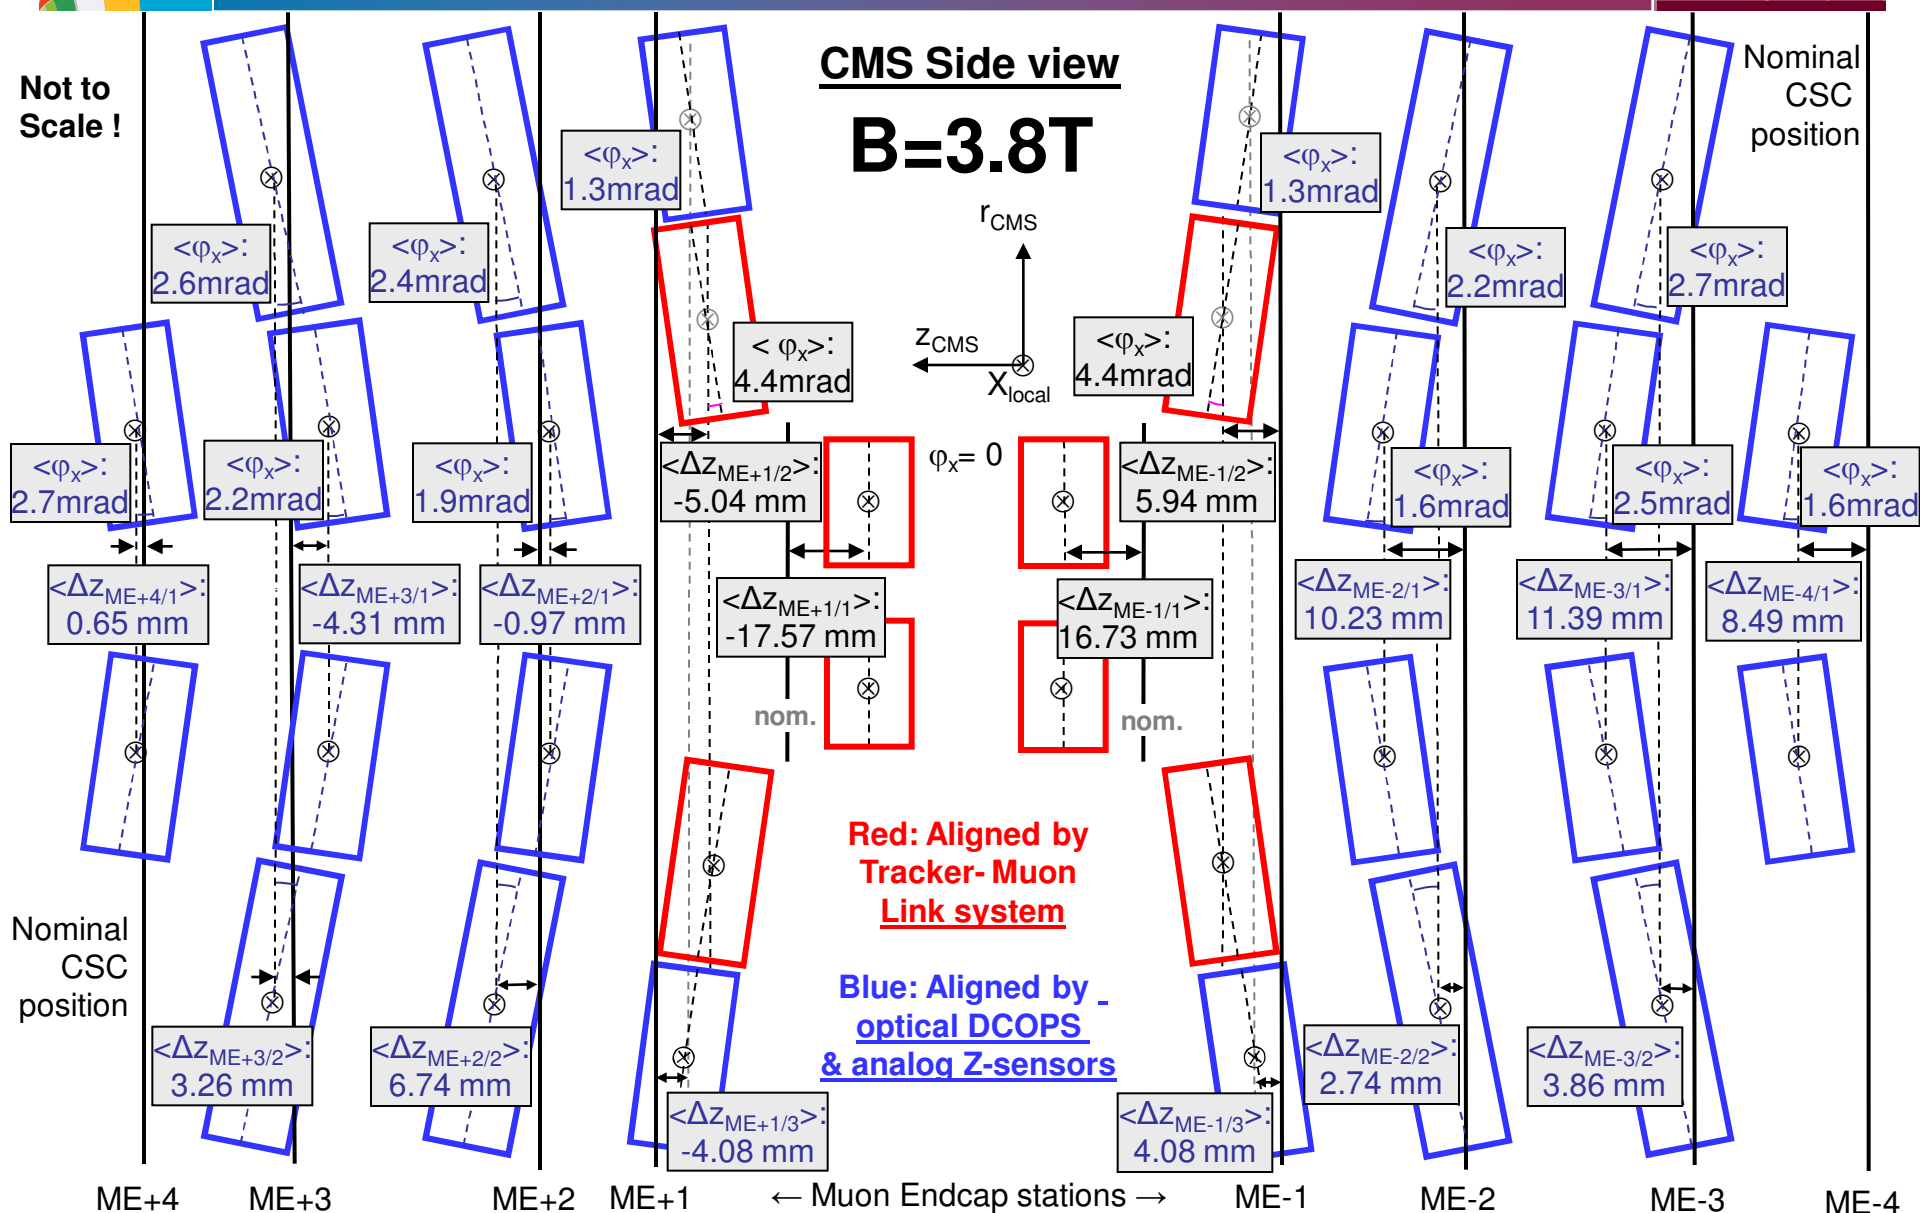 CMS Side view
B=3.8T
Not to
Scale !
Nominal
CSC
position
<φx>:
1.3mrad
<φx>:
1.3mrad
rCMS
<φx>:
2.6mrad
<φx>:
2.4mrad
<φx>:
2.2mrad
<φx>:
2.7mrad
< φx>:
4.4mrad
zCMS
Xlocal
<φx>:
4.4mrad
<φx>:
2.7mrad
<φx>:
2.2mrad
<φx>:
1.9mrad
<ΔzME+1/2>:
-5.04 mm
φx= 0
<ΔzME-1/2>:
5.94 mm
<φx>:
1.6mrad
<φx>:
2.5mrad
<φx>:
1.6mrad
<ΔzME+4/1>:
0.65 mm
<ΔzME+3/1>:
-4.31 mm
<ΔzME+2/1>:
-0.97 mm
<ΔzME+1/1>:
-17.57 mm
<ΔzME-1/1>:
16.73 mm
<ΔzME-2/1>:
10.23 mm
<ΔzME-3/1>:
11.39 mm
<ΔzME-4/1>:
8.49 mm
nom.
nom.
Red: Aligned by
Tracker- Muon
Link system
Nominal
CSC
position
Blue: Aligned by
optical DCOPS
& analog Z-sensors
<ΔzME+3/2>:
3.26 mm
<ΔzME+2/2>:
6.74 mm
<ΔzME+1/3>:
-4.08 mm
<ΔzME-1/3>:
4.08 mm
<ΔzME-2/2>:
2.74 mm
<ΔzME-3/2>:
3.86 mm
ME+4 ME+3 ME+2 ME+1 ← Muon Endcap stations → ME-1 ME-2 ME-3 ME-4